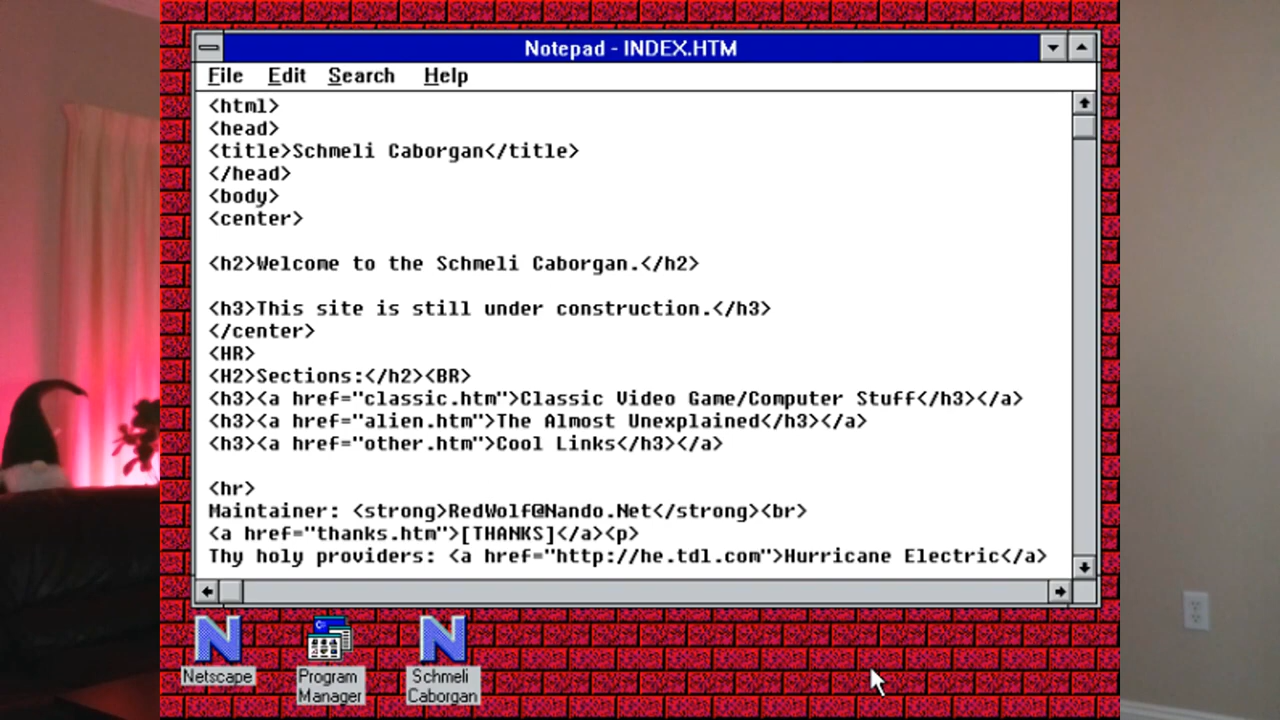 Notepad - INDEX.HTM
File Edit Search Help
<html>
<head>
<title>Schmeli Caborgan</title>
</head>
<body>
<center>
<h2>Welcome to the Schmeli Caborgan.</h2>
<h3>This site is still under construction.</h3>
</center>
<HR>
<H2>Sections:</h2><BR>
<h3><a href="classic.htm">Classic Video Game/Computer Stuff</h3></a>
<h3><a href="alien.htm">The Almost Unexplained</h3></a>
<h3><a href="other.htm">Cool Links</h3></a>
<hr>
Maintainer: <strong>RedWolf@Nando.Net</strong><br>
<a href="thanks.htm">[THANKS]</a><p>
Thy holy providers: <a href="http://he.tdl.com">Hurricane Electric</a>
N
Netscape
Program
Manager
N
Schmeli
Caborgan